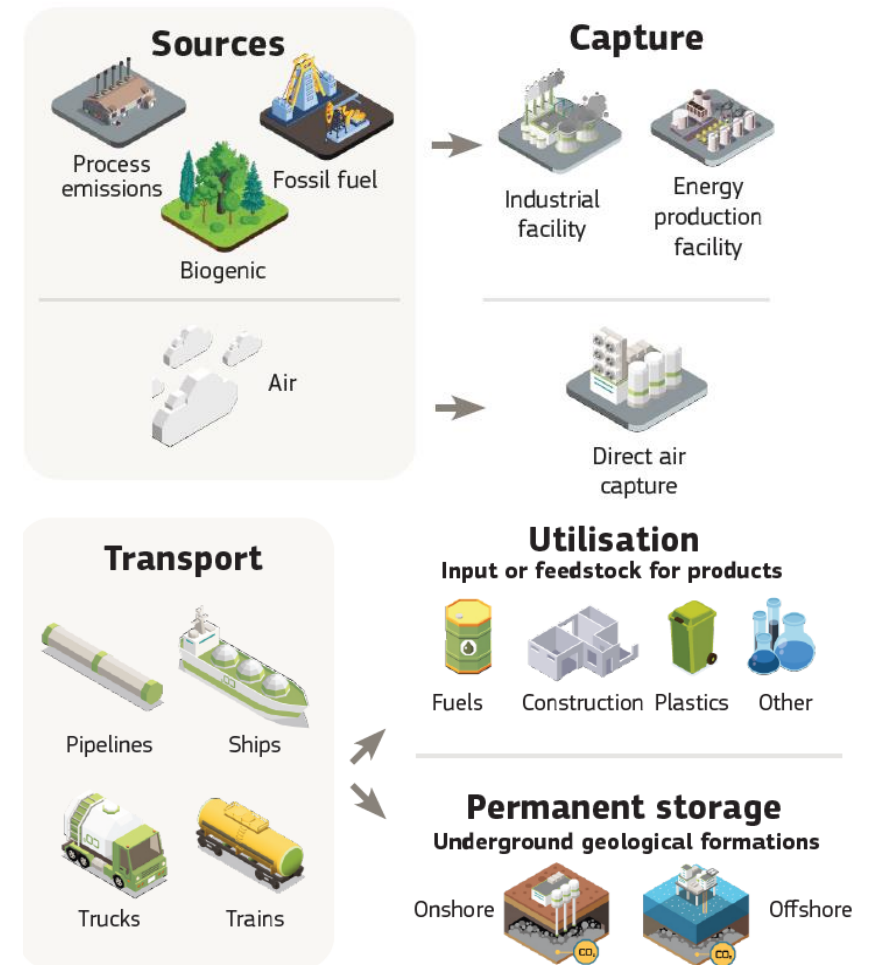 Sources
Process
emissions
Fossil fuel
Biogenic
Air
Capture
Industrial
facility
Energy
production
facility
Direct air
capture
Transport
Pipelines
Ships
Trucks
Trains
Utilisation
Input or feedstock for products
Fuels
Construction
Plastics
Other
Permanent storage
Underground geological formations
Onshore
CO₂
Offshore
CO₂